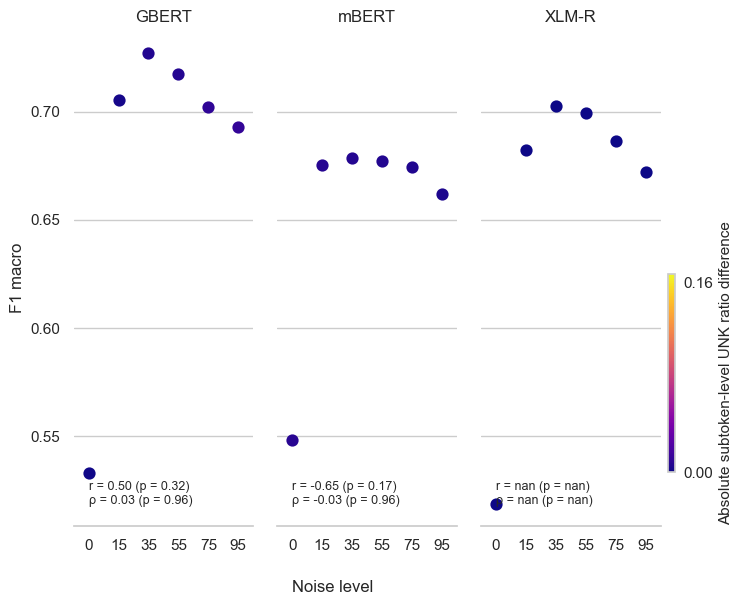 GBERT
mBERT
XLM-R
0.70
0.65
0.60
0.55
F1 macro
r = 0.50 (p = 0.32)
ρ = 0.03 (p = 0.96)
r = -0.65 (p = 0.17)
ρ = -0.03 (p = 0.96)
r = nan (p = nan)
ρ = nan (p = nan)
0 15 35 55 75 95
0 15 35 55 75 95
0 15 35 55 75 95
Noise level
0.16
0.00
Absolute subtoken-level UNK ratio difference